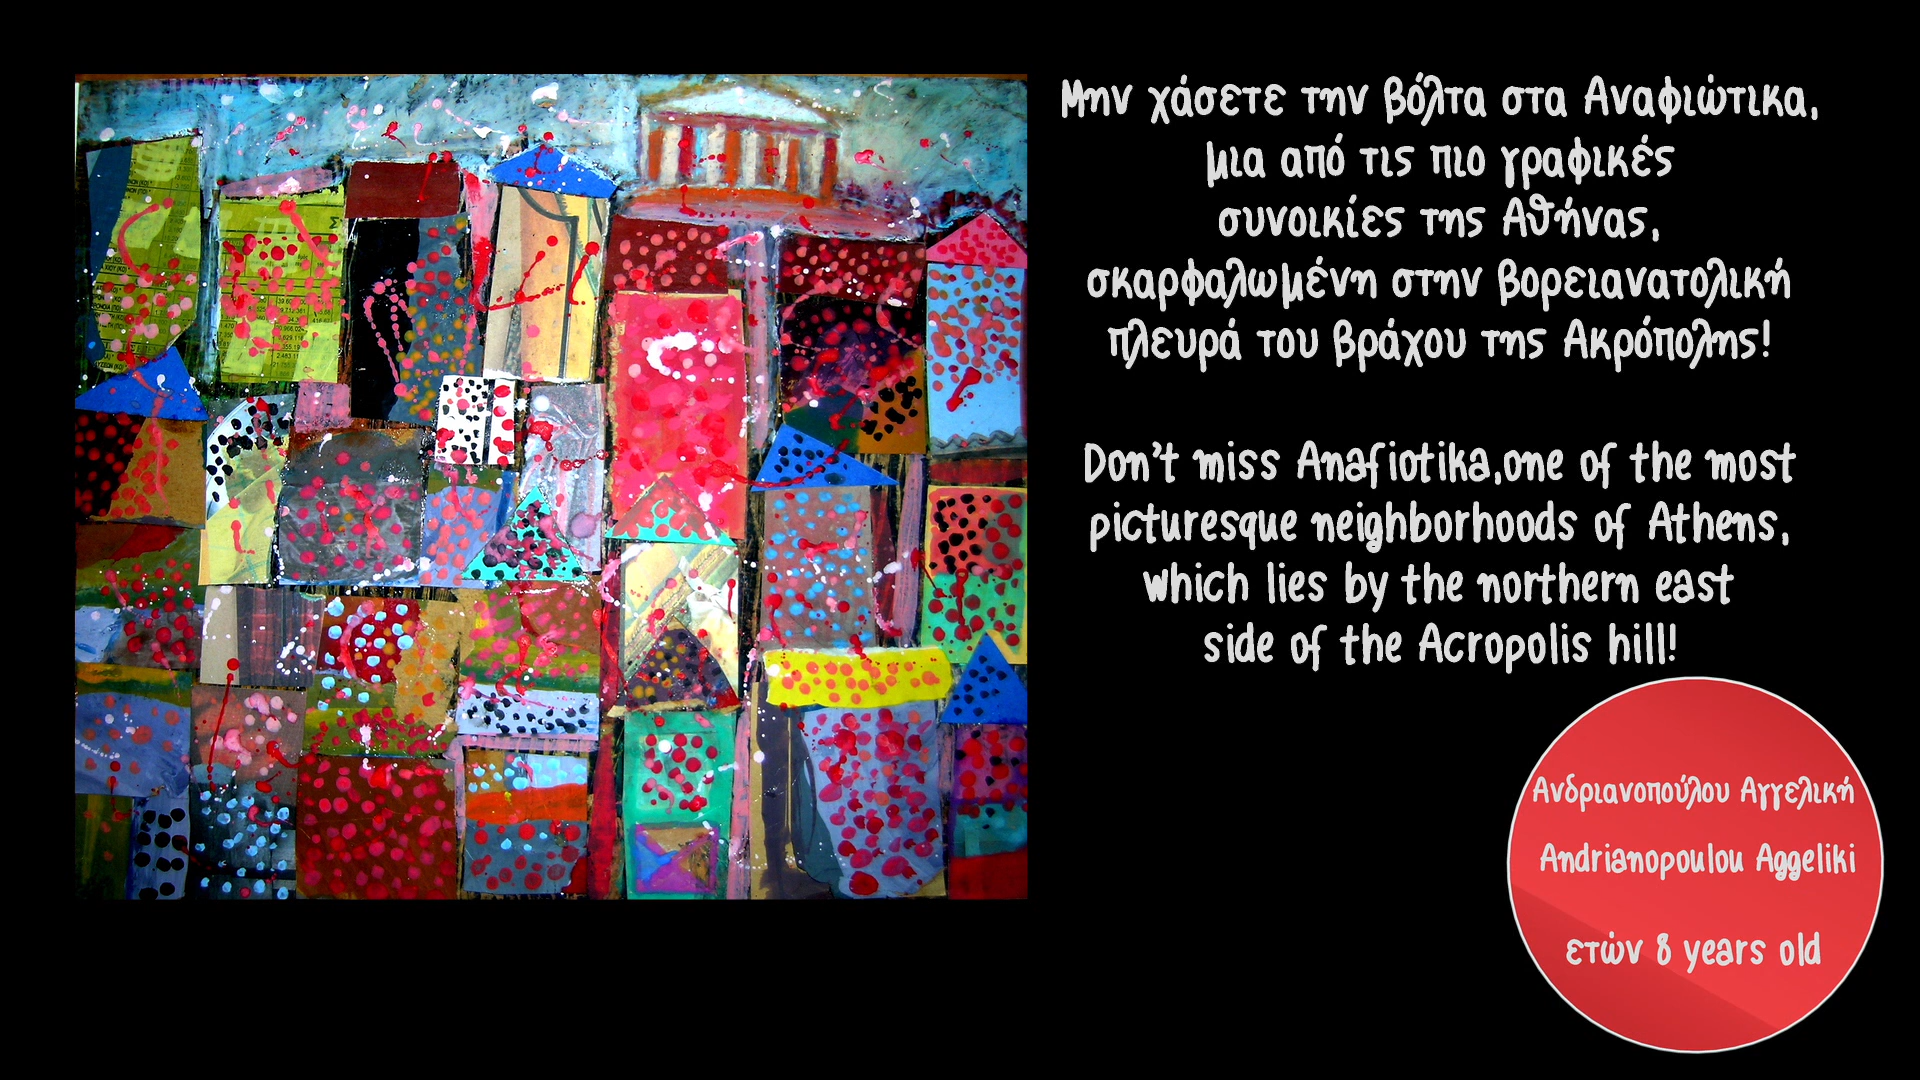 Μην χάσετε την βόλτα στα Αναφιώτικα,
μια από τις πιο γραφικές
συνοικίες της Αθήνας,
σκαρφαλωμένη στην βορειανατολική
πλευρά του βράχου της Ακρόπολης!
Don't miss Anafiotika,one of the most
picturesque neighborhoods of Athens,
which lies by the northern east
side of the Acropolis hill!
Ανδριανοπούλου Αγγελική
Andrianopoulou Aggeliki
ετών 8 years old